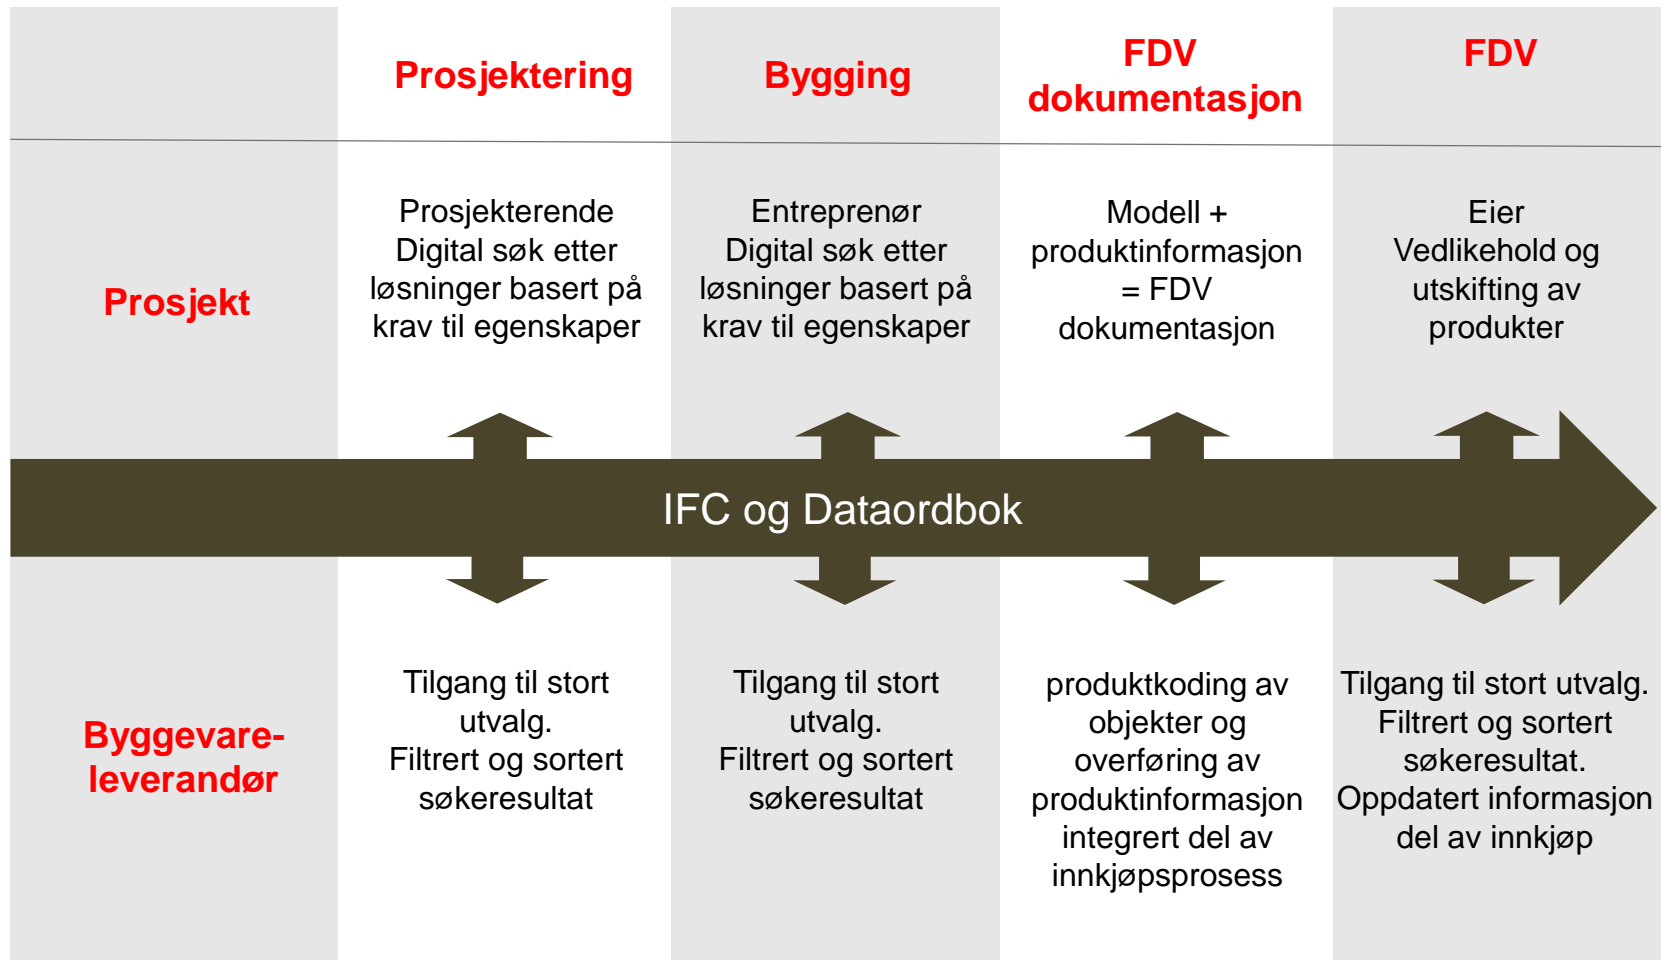 Prosjektering
Bygging
FDV
dokumentasjon
FDV
Prosjekt
Prosjekterende
Digital søk etter
løsninger basert på
krav til egenskaper
Entreprenør
Digital søk etter
løsninger basert på
krav til egenskaper
Modell +
produktinformasjon
= FDV
dokumentasjon
Eier
Vedlikehold og
utskifting av
produkter
IFC og Dataordbok
Byggevare-
leverandør
Tilgang til stort
utvalg.
Filtrert og sortert
søkeresultat
Tilgang til stort
utvalg.
Filtrert og sortert
søkeresultat
produktkoding av
objekter og
overføring av
produktinformasjon
integrert del av
innkjøpsprosess
Tilgang til stort utvalg.
Filtrert og sortert
søkeresultat.
Oppdatert informasjon
del av innkjøp